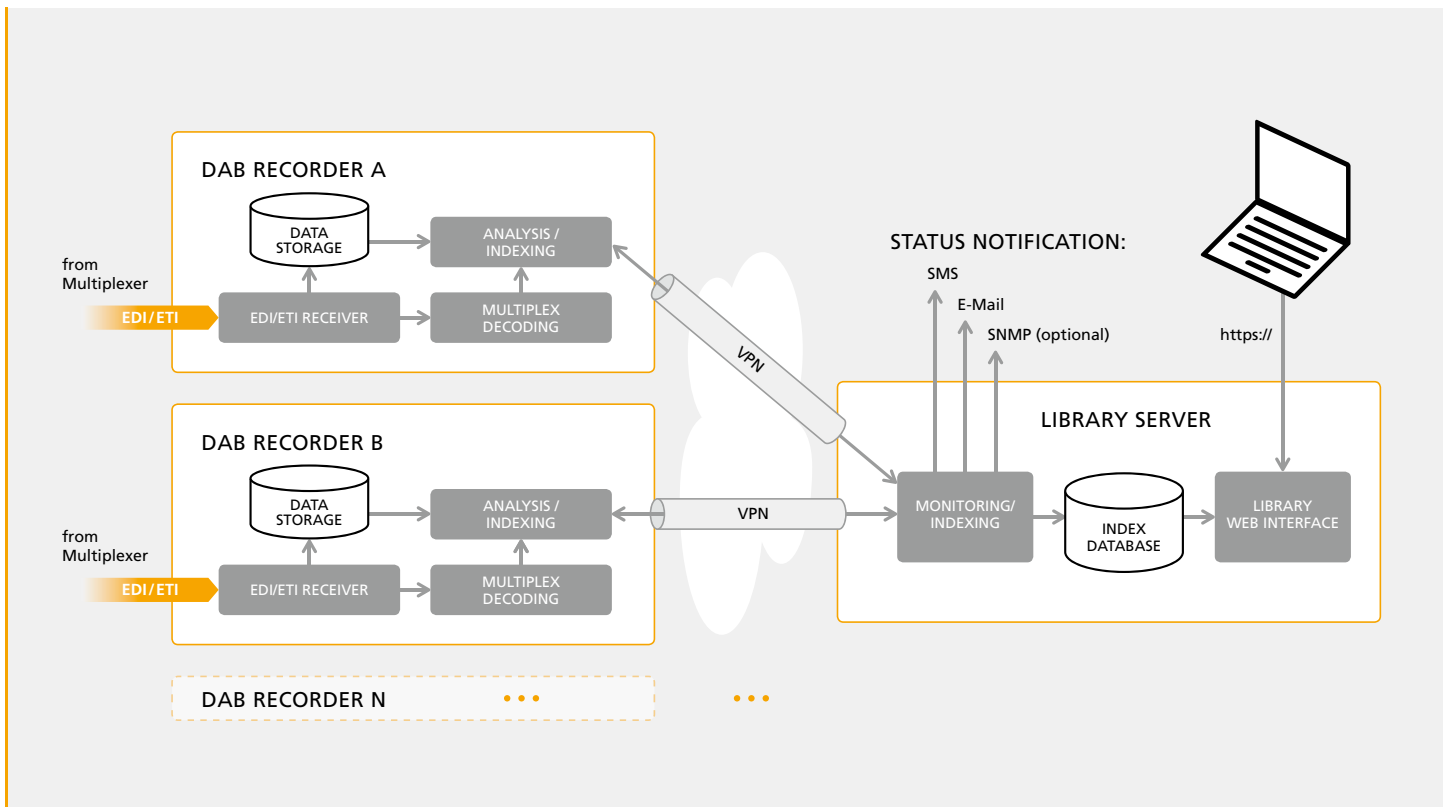 DAB RECORDER A
DATA
STORAGE
ANALYSIS /
INDEXING
from
Multiplexer
EDI / ETI
EDI/ETI RECEIVER
MULTIPLEX
DECODING
VPN
STATUS NOTIFICATION:
SMS
E-Mail
SNMP (optional)
https://
DAB RECORDER B
DATA
STORAGE
ANALYSIS /
INDEXING
from
Multiplexer
EDI / ETI
EDI/ETI RECEIVER
MULTIPLEX
DECODING
VPN
LIBRARY SERVER
MONITORING/
INDEXING
INDEX
DATABASE
LIBRARY
WEB INTERFACE
DAB RECORDER N
• • •
• • •